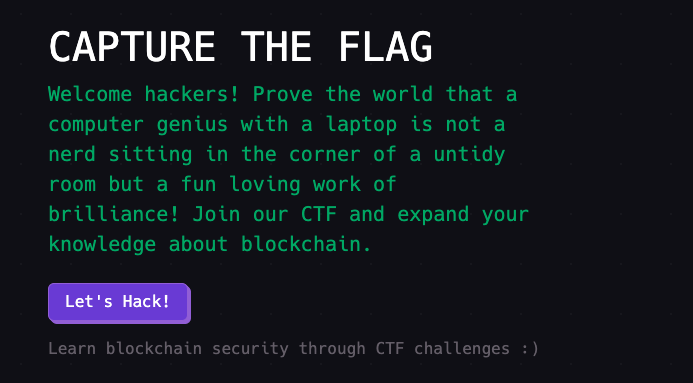 CAPTURE THE FLAG
Welcome hackers! Prove the world that a
computer genius with a laptop is not a
nerd sitting in the corner of a untidy
room but a fun loving work of
brilliance! Join our CTF and expand your
knowledge about blockchain.
Let's Hack!
Learn blockchain security through CTF challenges :)